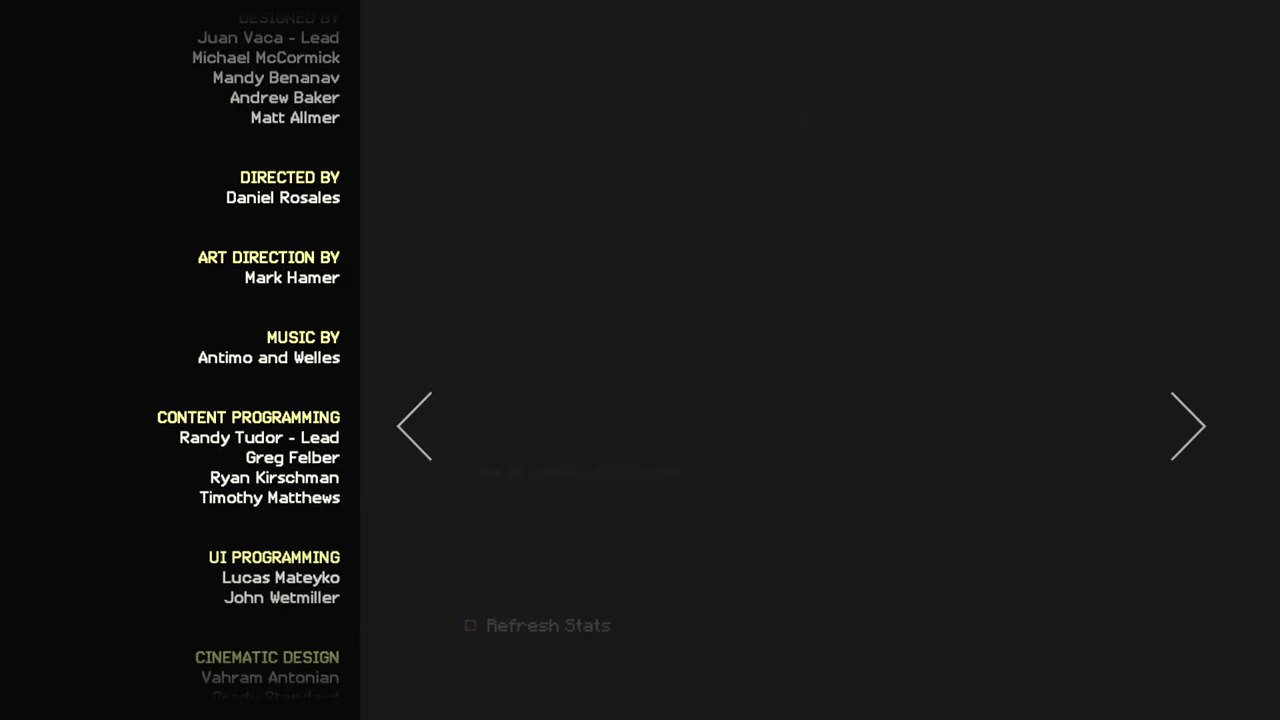 DESIGNED BY
Juan Vaca - Lead
Michael McCormick
Mandy Benanav
Andrew Baker
Matt Allmer
DIRECTED BY
Daniel Rosales
ART DIRECTION BY
Mark Hamer
MUSIC BY
Antimo and Welles
CONTENT PROGRAMMING
Randy Tudor - Lead
Greg Felber
Ryan Kirschman
Timothy Matthews
UI PROGRAMMING
Lucas Mateyko
John Wetmiller
CINEMATIC DESIGN
Vahram Antonian
Refresh Stats